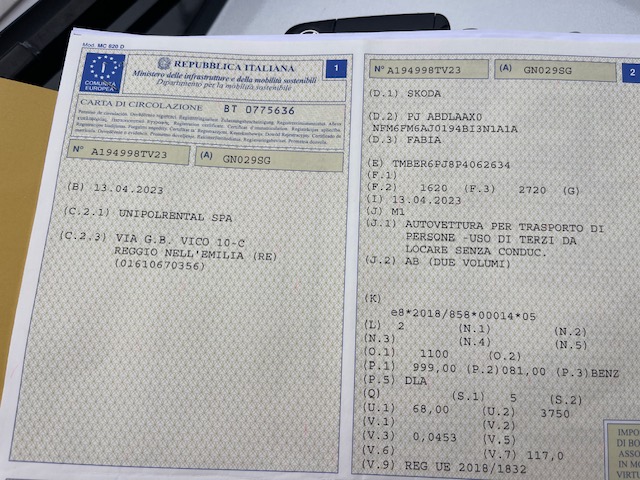 Mod. MC 820 D
REPUBBLICA ITALIANA
1
Ministero delle infrastrutture e della mobilità sostenibili
Dipartimento per la mobilità sostenibile
COMUNITÀ
EUROPEA
CARTA DI CIRCOLAZIONE BT 0775636
N° A194998TV23 (A) GN029SG
(B) 13.04.2023
(C.2.1) UNIPOLRENTAL SPA
(C.2.3) VIA G.B. VICO 10-C
REGGIO NELL'EMILIA (RE)
(01610670356)
N° A194998TV23 (A) GN029SG 2
(D.1) SKODA
(D.2) PJ ABDLAAX0
NFM6FM6AJ0194BI3N1A1A
(D.3) FABIA
(E) TMBER6PJ8P4062634
(F.1)
(F.2) 1620 (F.3) 2720 (G)
(I) 13.04.2023
(J) M1
(J.1) AUTOVETTURA PER TRASPORTO DI
PERSONE -USO DI TERZI DA
LOCARE SENZA CONDUC.
(J.2) AB (DUE VOLUMI)
(K)
e8*2018/858*00014*05
(L) 2 (N.1) (N.2)
(N.3) (N.4) (N.5)
(O.1) 1100 (O.2)
(P.1) 999,00 (P.2)081,00 (P.3)BENZ
(P.5) DLA
(Q) (S.1) 5 (S.2)
(U.1) 68,00 (U.2) 3750
(V.1) (V.2)
(V.3) 0,0453 (V.5)
(V.6) (V.7) 117,0
(V.9) REG UE 2018/1832